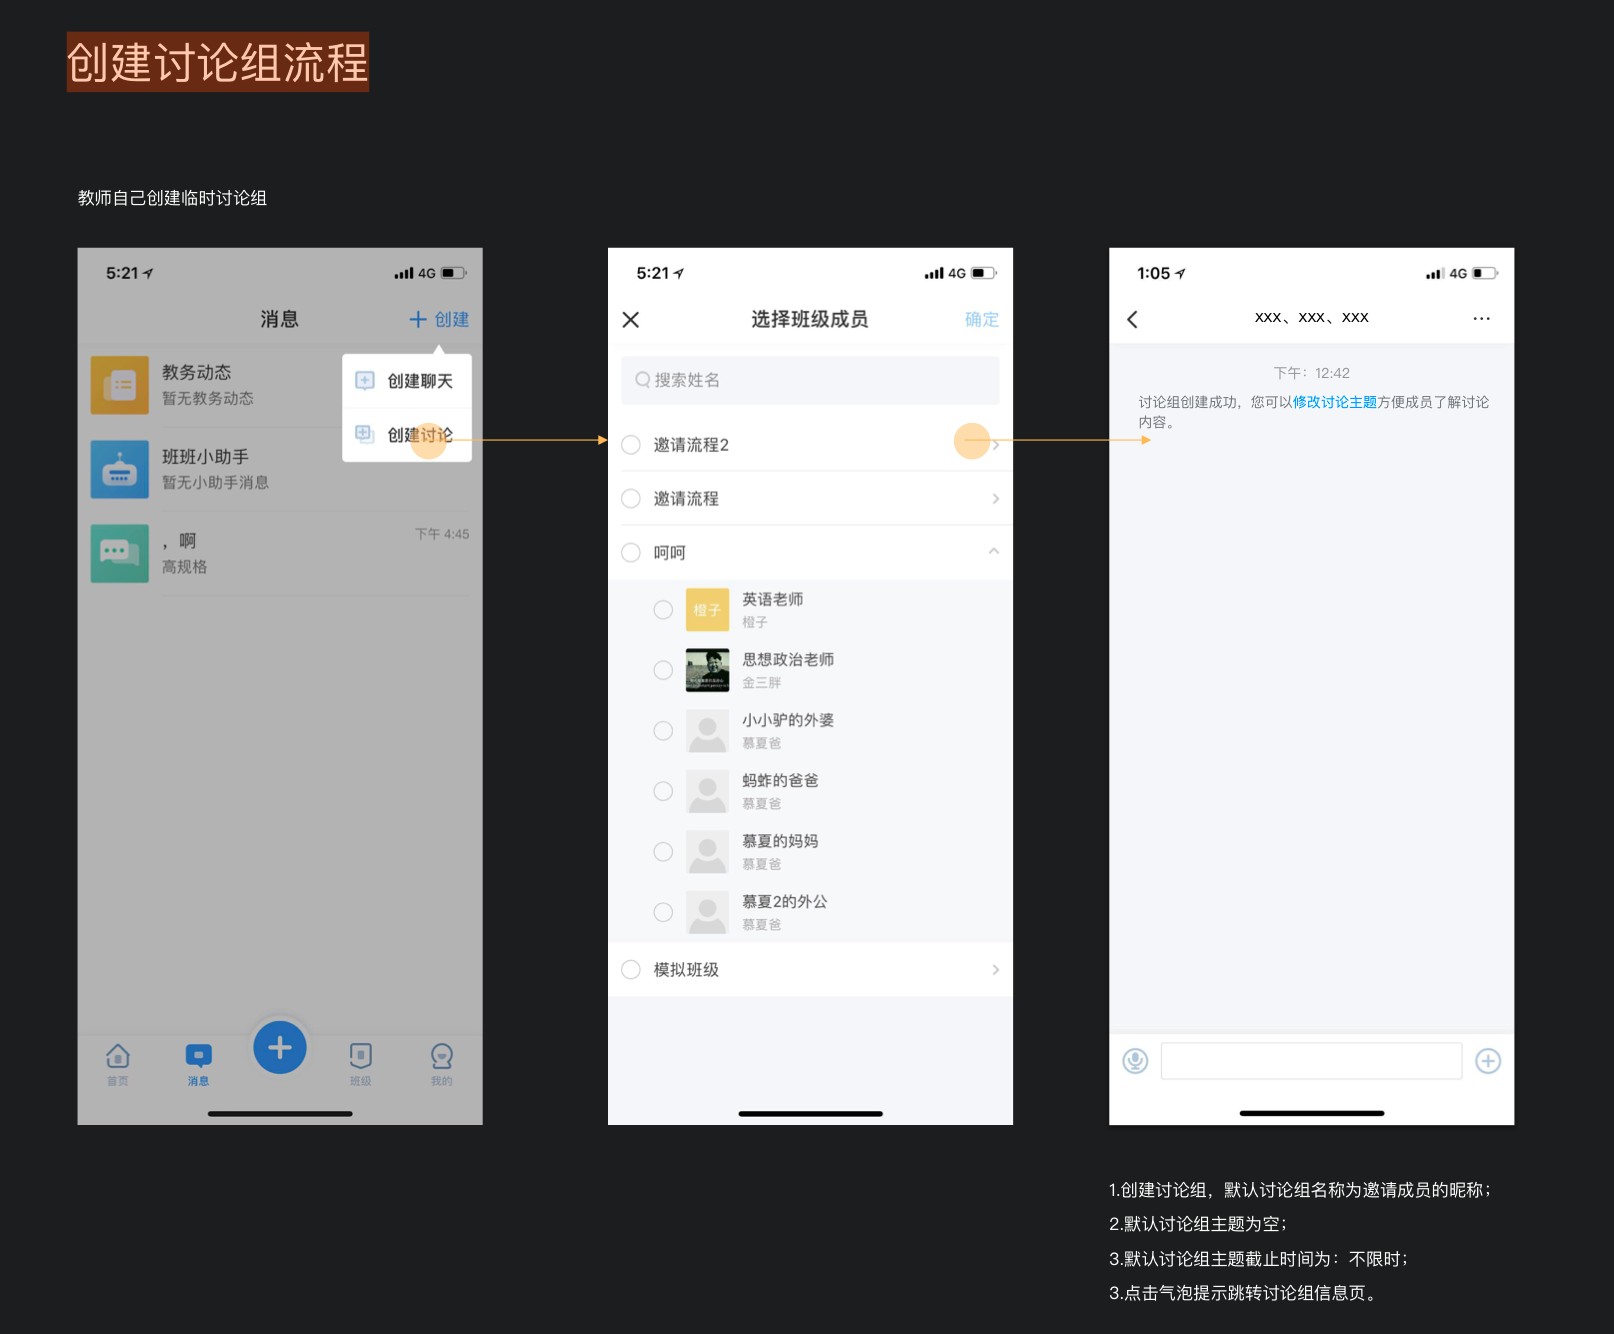 创建讨论组流程
教师自己创建临时讨论组
5:21
4G
消息
创建
教务动态
暂无教务动态
创建聊天
创建讨论
班班小助手
暂无小助手消息
，啊
下午 4:45
高规格
首页
消息
班级
我的
5:21
4G
选择班级成员
确定
搜索姓名
邀请流程2
邀请流程
呵呵
橙子
英语老师
橙子
思想政治老师
金三胖
小小驴的外婆
慕夏爸
蚂蚱的爸爸
慕夏爸
慕夏的妈妈
慕夏爸
慕夏2的外公
慕夏爸
模拟班级
1:05
4G
xxx、xxx、xxx
下午：12:42
讨论组创建成功，您可以修改讨论主题方便成员了解讨论
内容。
1.创建讨论组，默认讨论组名称为邀请成员的昵称；
2.默认讨论组主题为空；
3.默认讨论组主题截止时间为：不限时；
3.点击气泡提示跳转讨论组信息页。